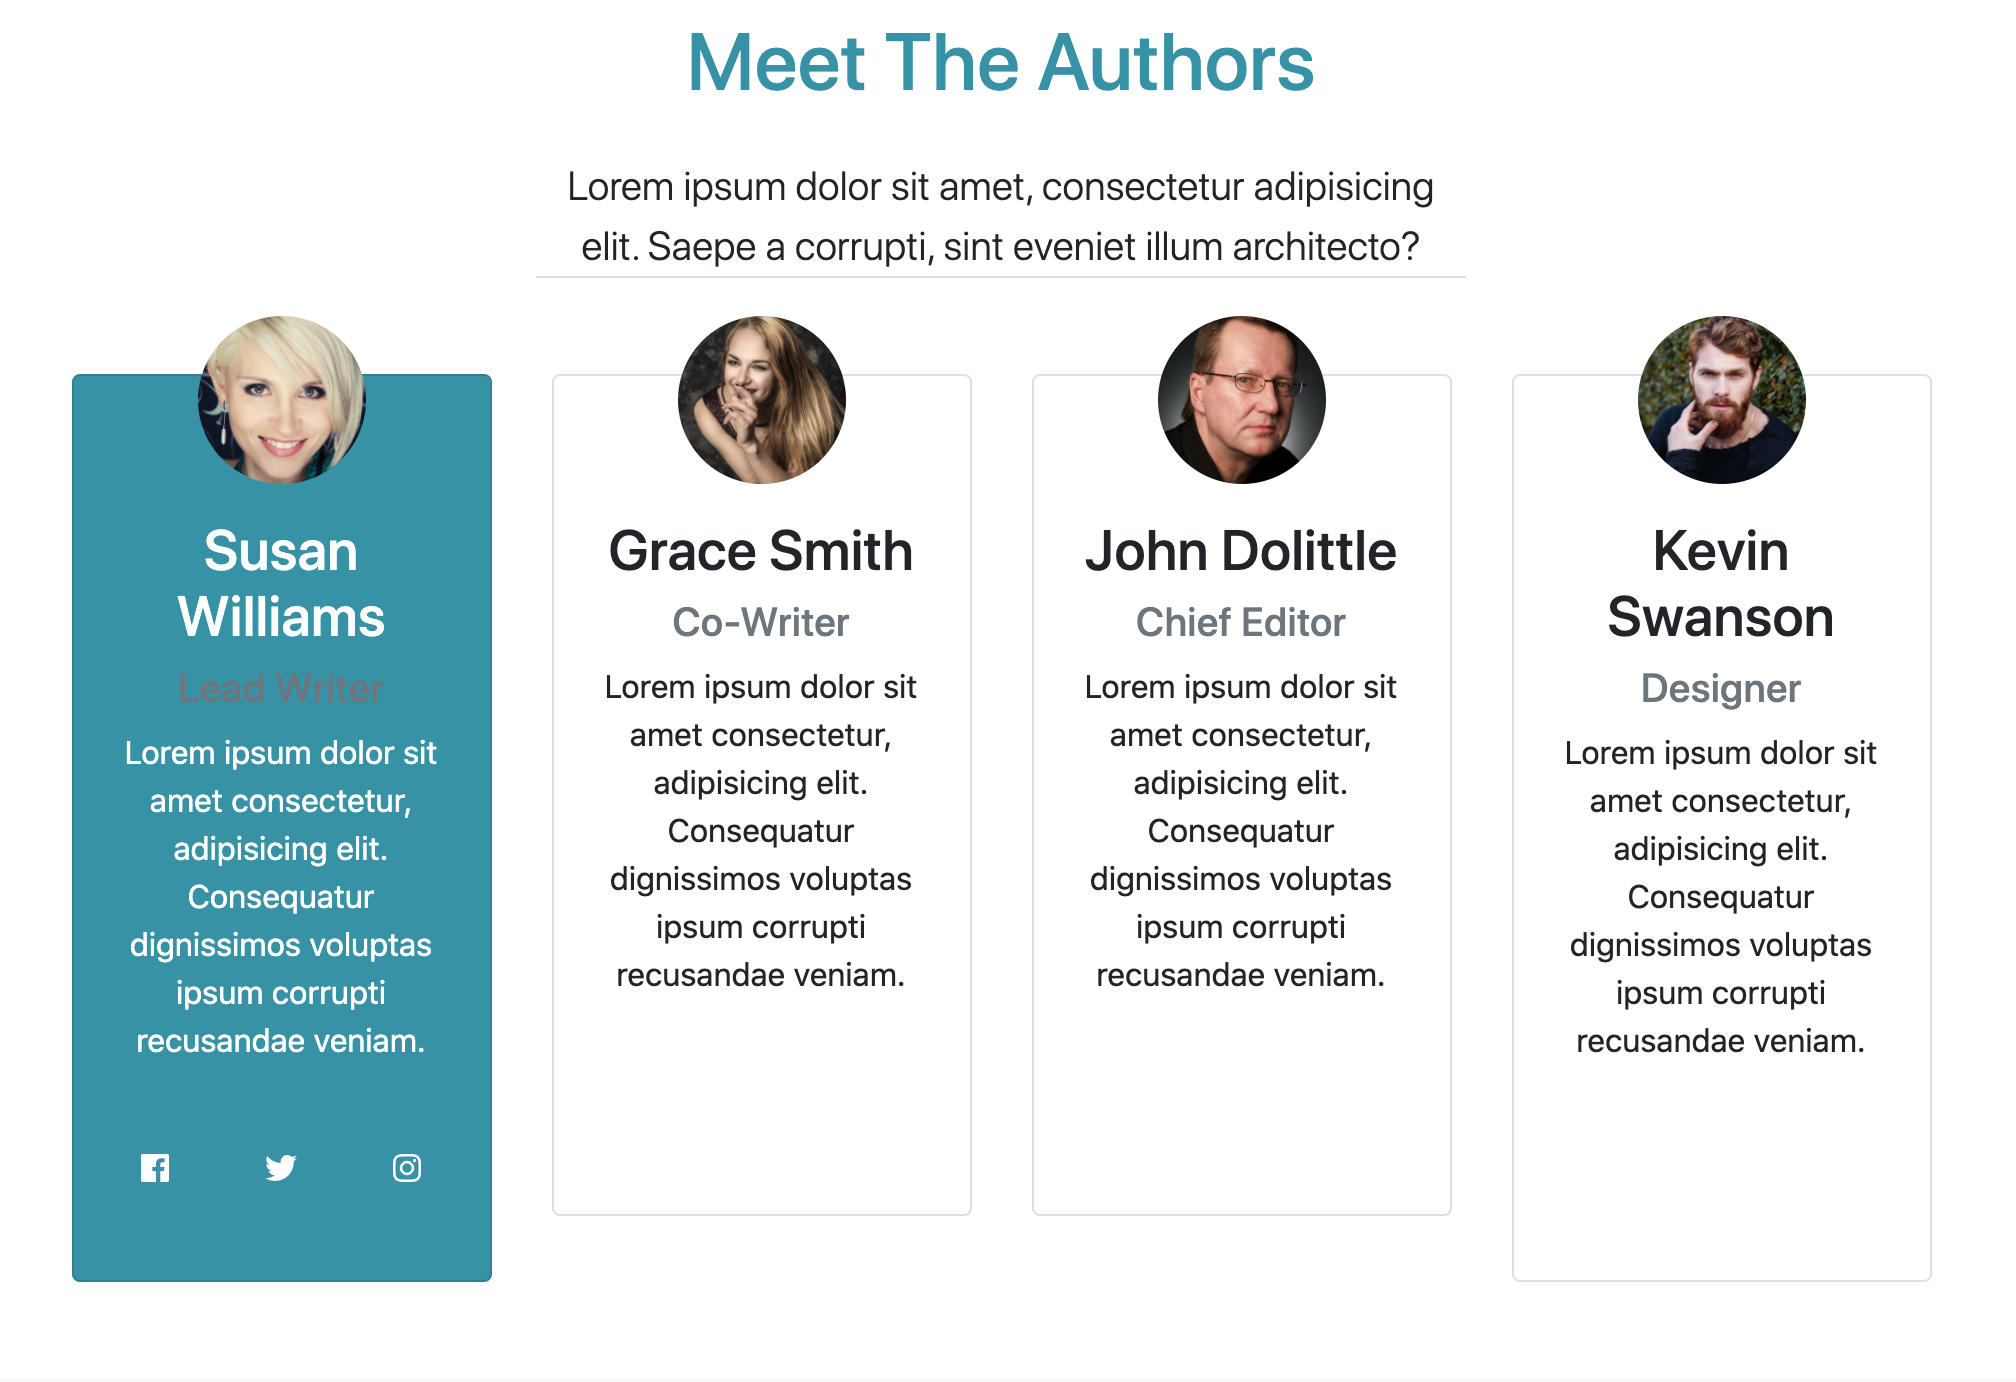 Meet The Authors
Lorem ipsum dolor sit amet, consectetur adipisicing
elit. Saepe a corrupti, sint eveniet illum architecto?
Susan
Williams
Lead Writer
Lorem ipsum dolor sit
amet consectetur,
adipisicing elit.
Consequatur
dignissimos voluptas
ipsum corrupti
recusandae veniam.
Grace Smith
Co-Writer
Lorem ipsum dolor sit
amet consectetur,
adipisicing elit.
Consequatur
dignissimos voluptas
ipsum corrupti
recusandae veniam.
John Dolittle
Chief Editor
Lorem ipsum dolor sit
amet consectetur,
adipisicing elit.
Consequatur
dignissimos voluptas
ipsum corrupti
recusandae veniam.
Kevin
Swanson
Designer
Lorem ipsum dolor sit
amet consectetur,
adipisicing elit.
Consequatur
dignissimos voluptas
ipsum corrupti
recusandae veniam.